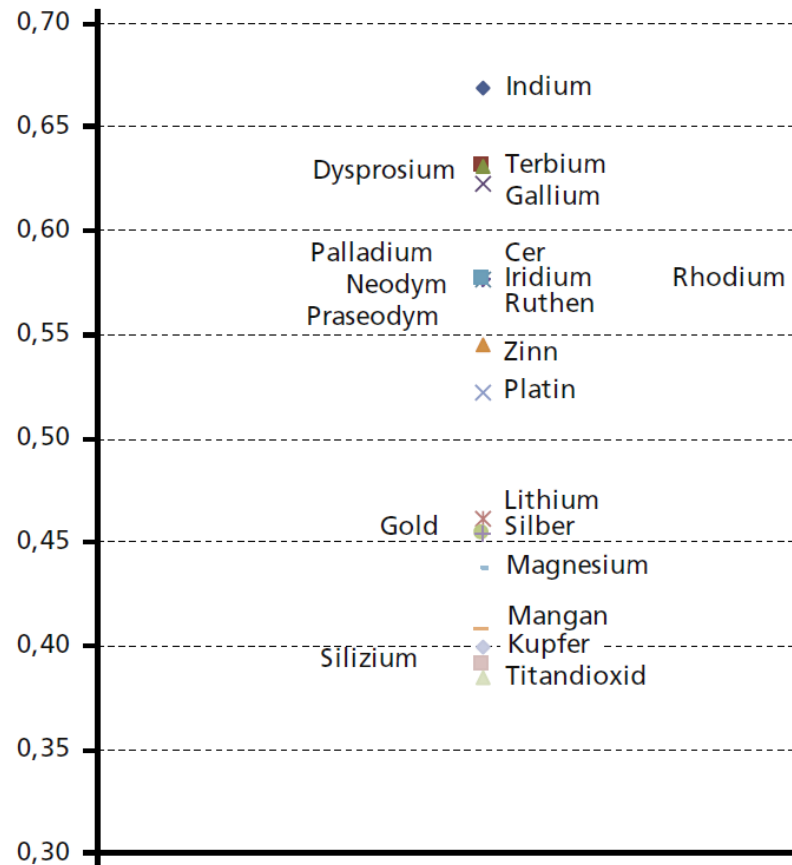 0,70
Indium
0,65
Terbium
Dysprosium
Gallium
0,60
Palladium Cer
Neodym Iridium Rhodium
Praseodym Ruthen
0,55
Zinn
Platin
0,50
Lithium
Gold Silber
0,45
Magnesium
Mangan
0,40 Kupfer
Silizium
Titandioxid
0,35
0,30